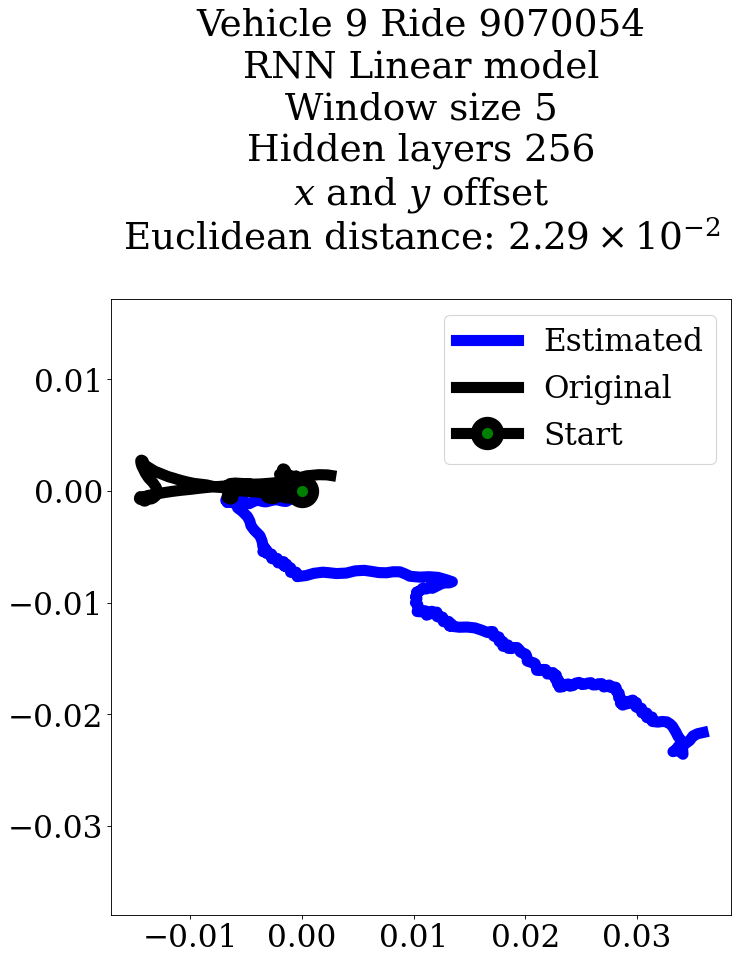 Vehicle 9 Ride 9070054
RNN Linear model
Window size 5
Hidden layers 256
x and y offset
Euclidean distance: 2.29 × 10⁻²
Estimated
Original
Start
0.01
0.00
−0.01
−0.02
−0.03
−0.01 0.00 0.01 0.02 0.03